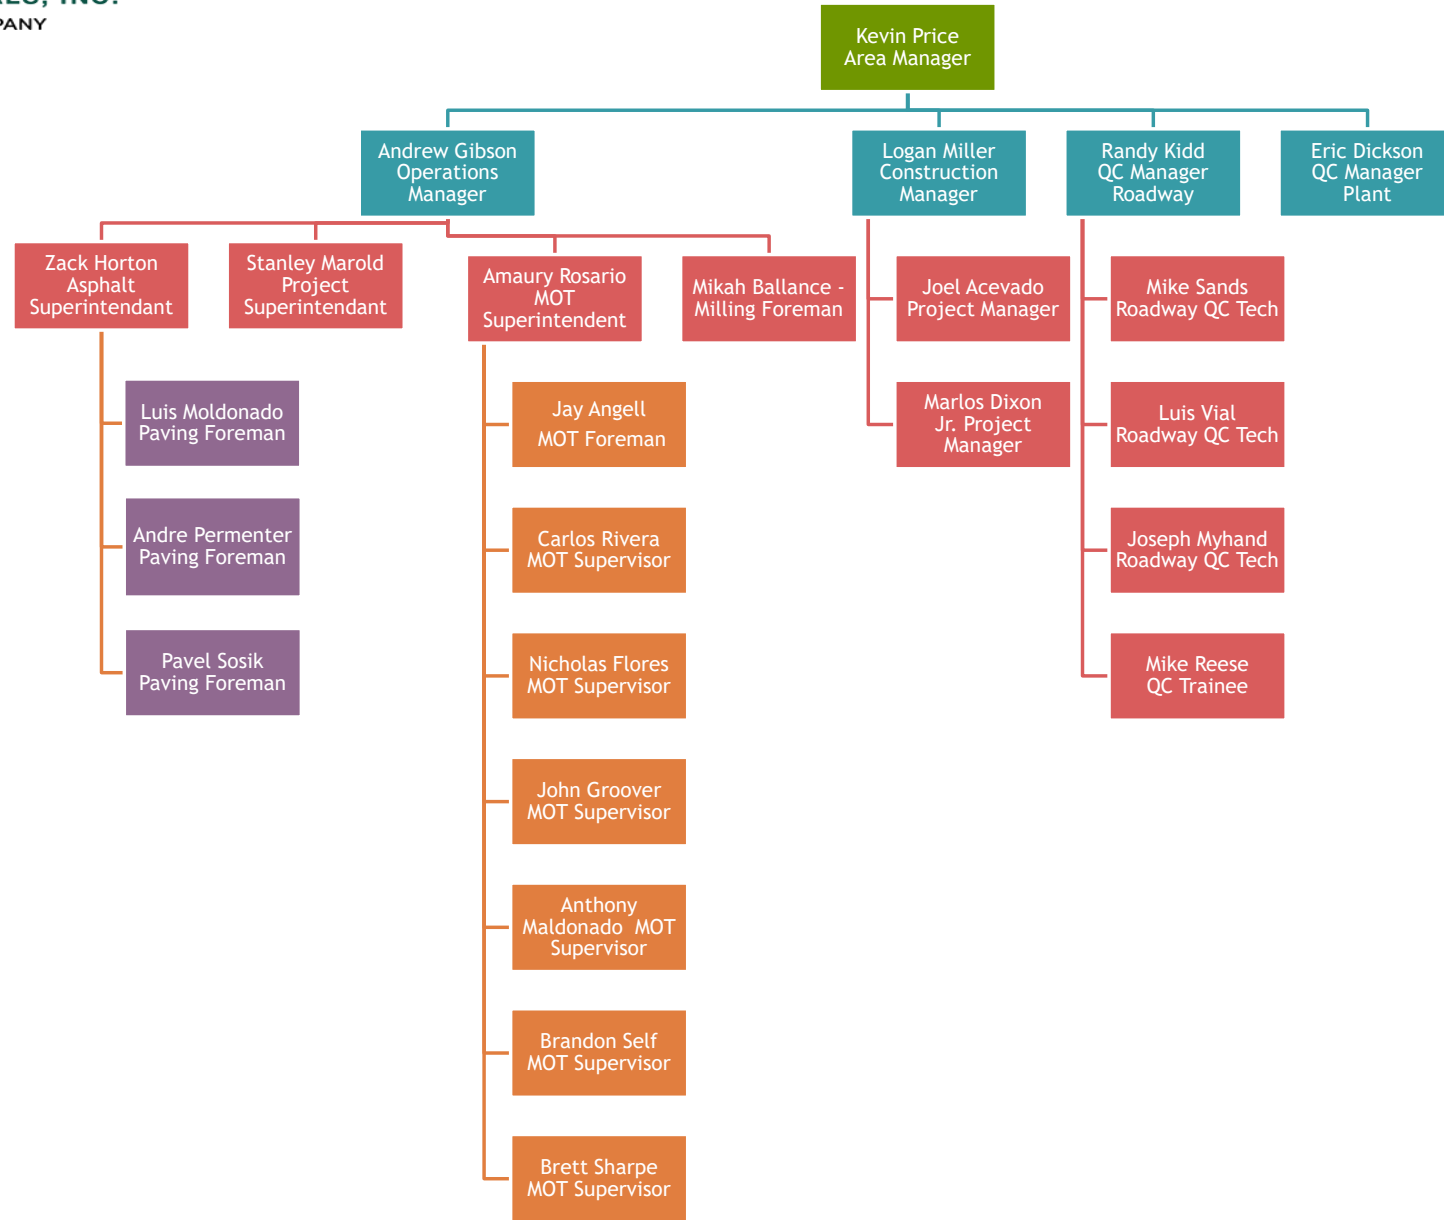 PANY
Kevin Price
Area Manager
Andrew Gibson
Operations
Manager
Logan Miller
Construction
Manager
Randy Kidd
QC Manager
Roadway
Eric Dickson
QC Manager
Plant
Zack Horton
Asphalt
Superintendant
Stanley Marold
Project
Superintendant
Amaury Rosario
MOT
Superintendent
Mikah Ballance -
Milling Foreman
Joel Acevado
Project Manager
Mike Sands
Roadway QC Tech
Luis Moldonado
Paving Foreman
Jay Angell
MOT Foreman
Marlos Dixon
Jr. Project
Manager
Luis Vial
Roadway QC Tech
Andre Permenter
Paving Foreman
Carlos Rivera
MOT Supervisor
Joseph Myhand
Roadway QC Tech
Pavel Sosik
Paving Foreman
Nicholas Flores
MOT Supervisor
Mike Reese
QC Trainee
John Groover
MOT Supervisor
Anthony
Maldonado  MOT
Supervisor
Brandon Self
MOT Supervisor
Brett Sharpe
MOT Supervisor